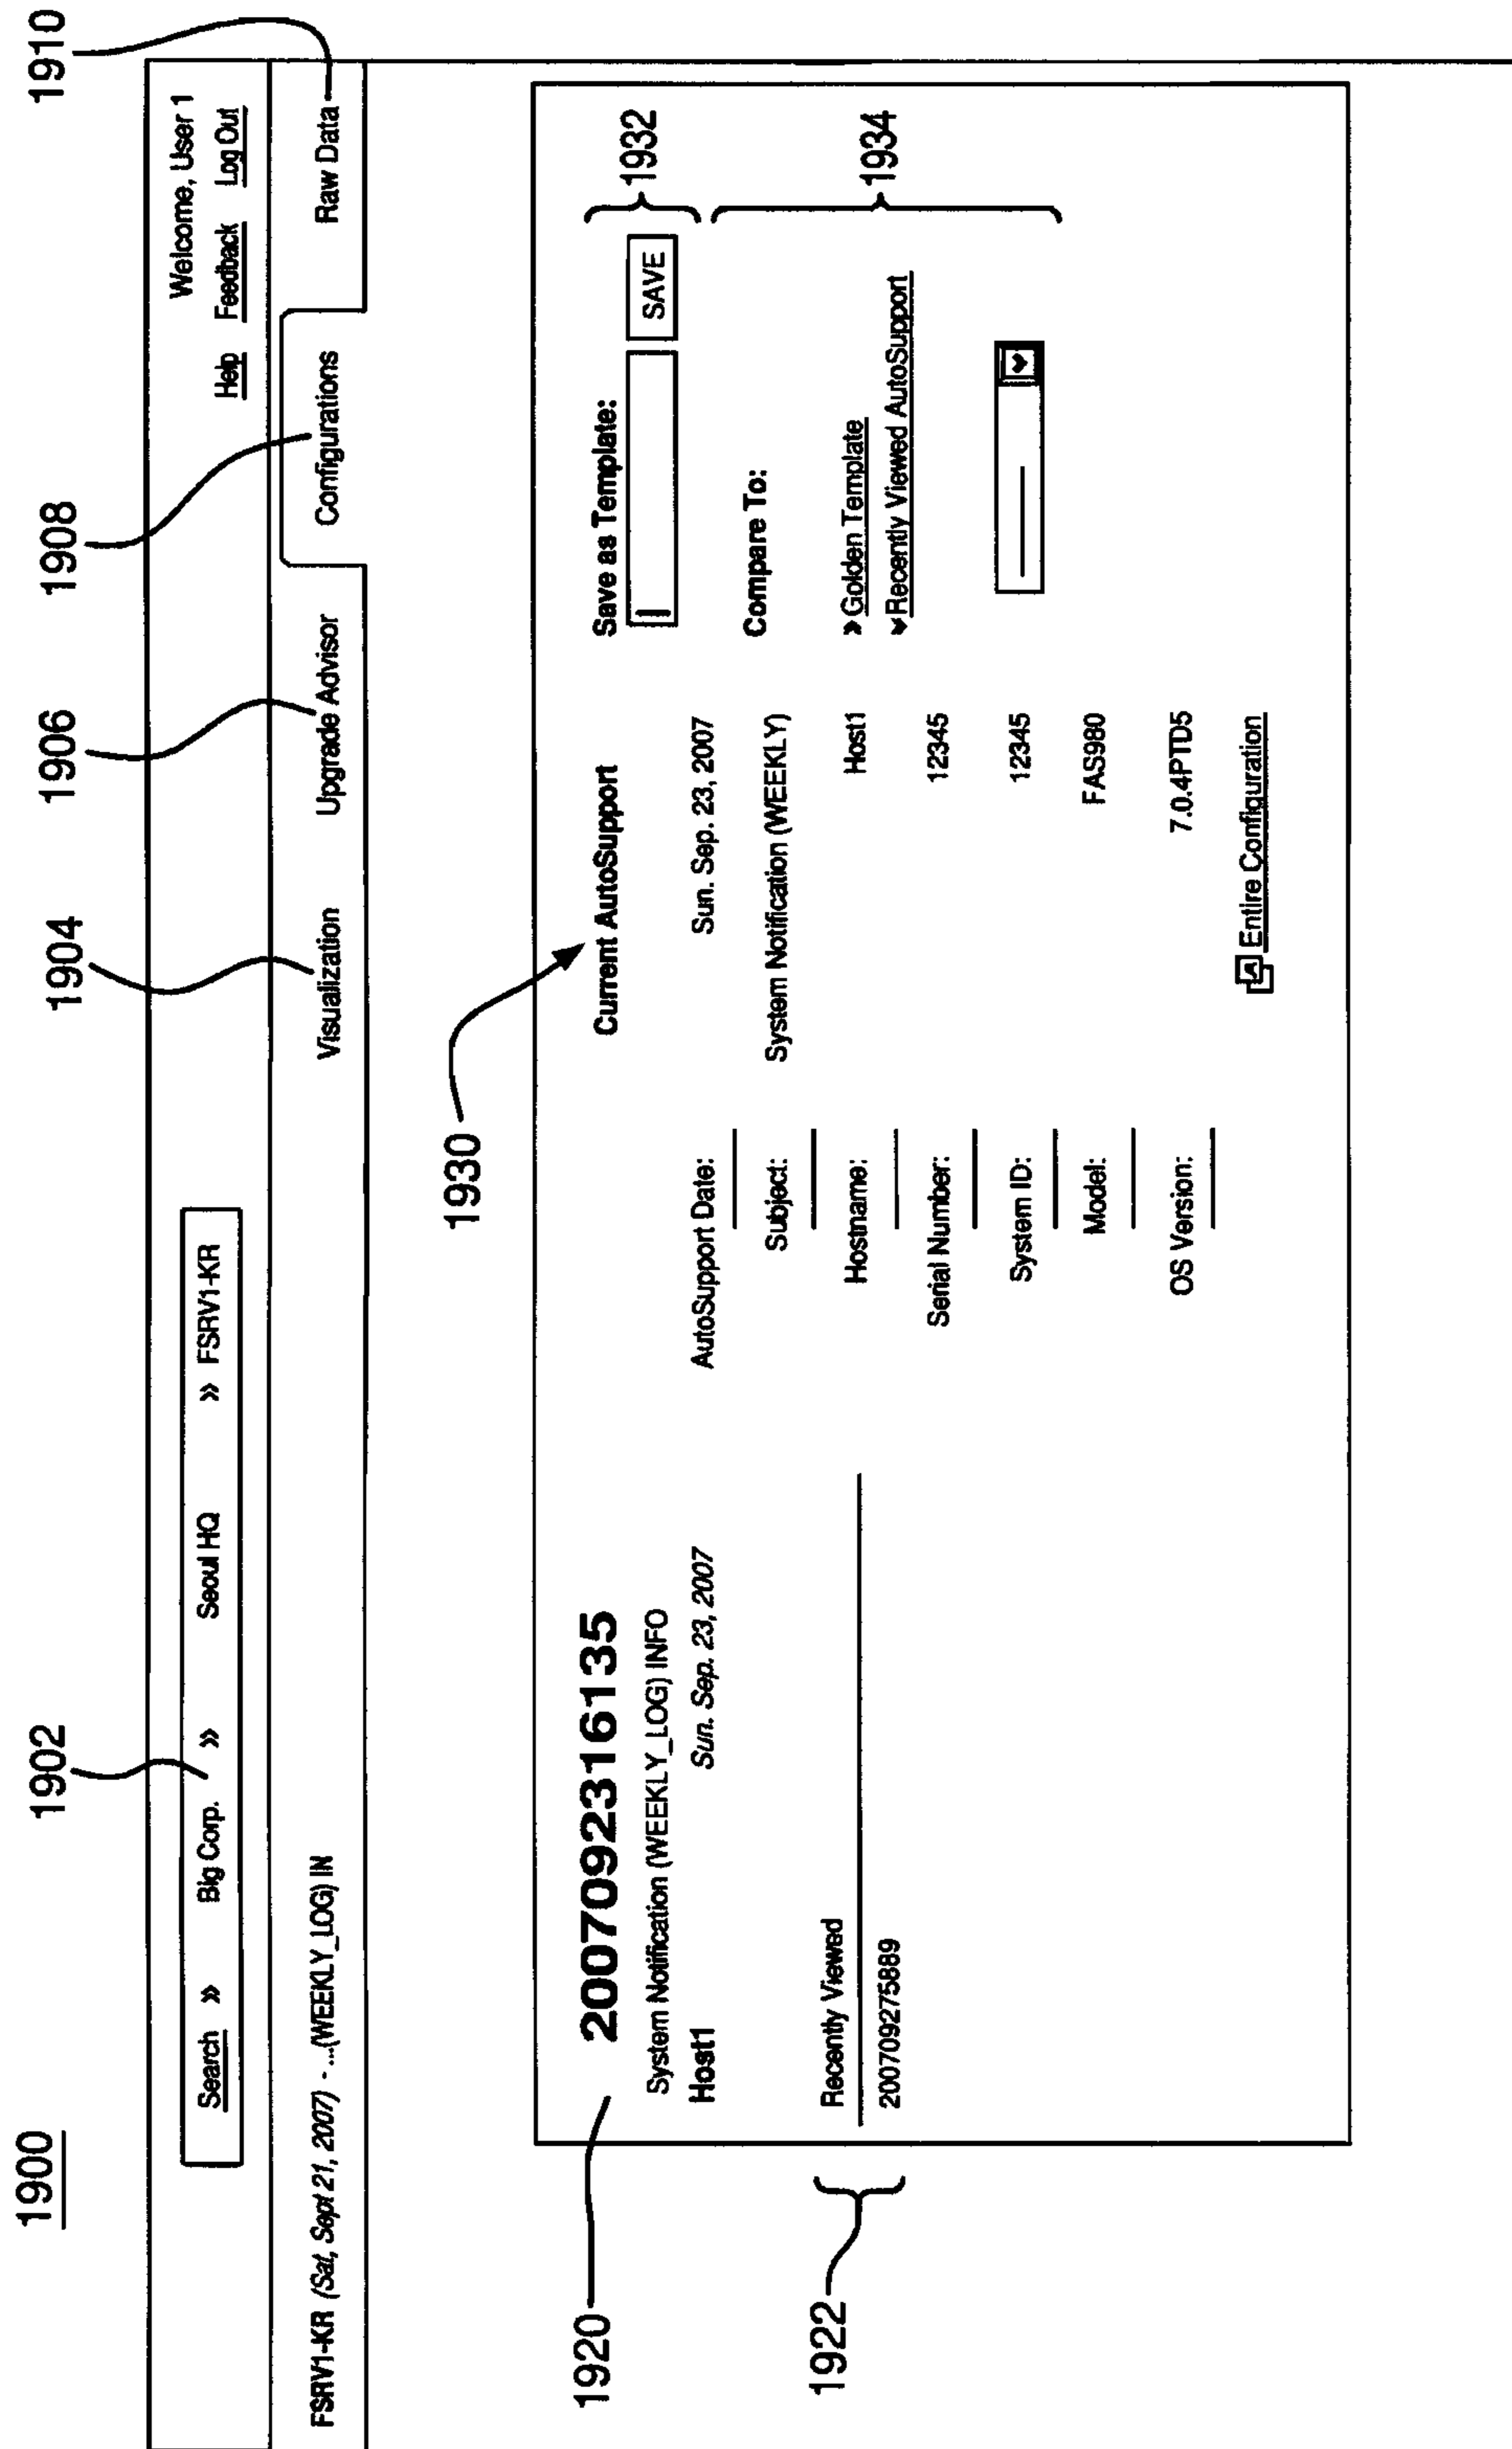 1900
1902
1904
1906
1908
1910
Welcome, User 1
Search » Big Corp. » Seoul HQ » FSRV1-KR
Help Feedback Log Out
FSRV1-KR (Sat, Sept 21, 2007) - ...(WEEKLY_LOG) IN
Visualization
Upgrade Advisor
Configurations
Raw Data
1930
1920
2007092316135
System Notification (WEEKLY_LOG) INFO
Host1 Sun. Sep. 23, 2007
1922
Recently Viewed
200709275889
Current AutoSupport
AutoSupport Date: Sun. Sep. 23, 2007
Subject: System Notification (WEEKLY)
Hostname: Host1
Serial Number: 12345
System ID: 12345
Model: FAS980
OS Version: 7.0.4PTD5
Entire Configuration
Save as Template:
SAVE
1932
Compare To:
Golden Template
Recently Viewed AutoSupport
1934